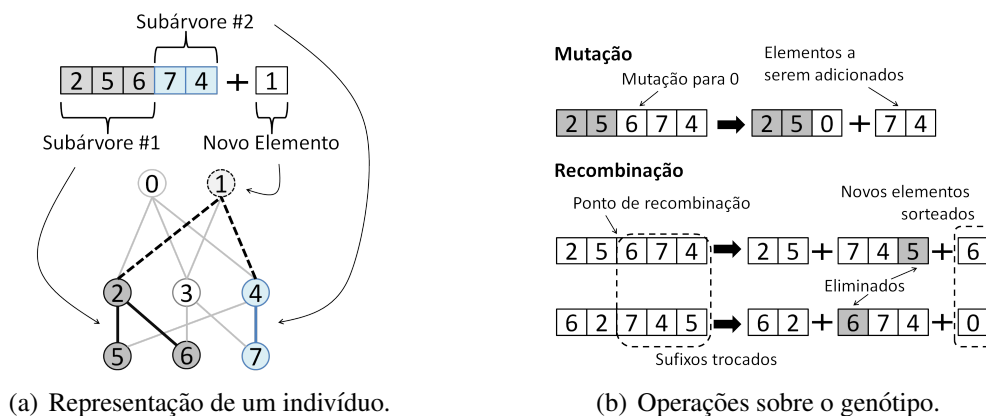 Subárvore #2
2 5 6 7 4 + 1
Subárvore #1 Novo Elemento
0 1
2 3 4
5 6 7
(a) Representação de um indivíduo.
Mutação
Elementos a
serem adicionados
Mutação para 0
2 5 6 7 4 2 5 0 + 7 4
Recombinação
Ponto de recombinação
Novos elementos
sorteados
2 5 6 7 4 2 5 + 7 4 5 + 6
Eliminados
6 2 7 4 5 6 2 + 6 7 4 + 0
Sufixos trocados
(b) Operações sobre o genótipo.